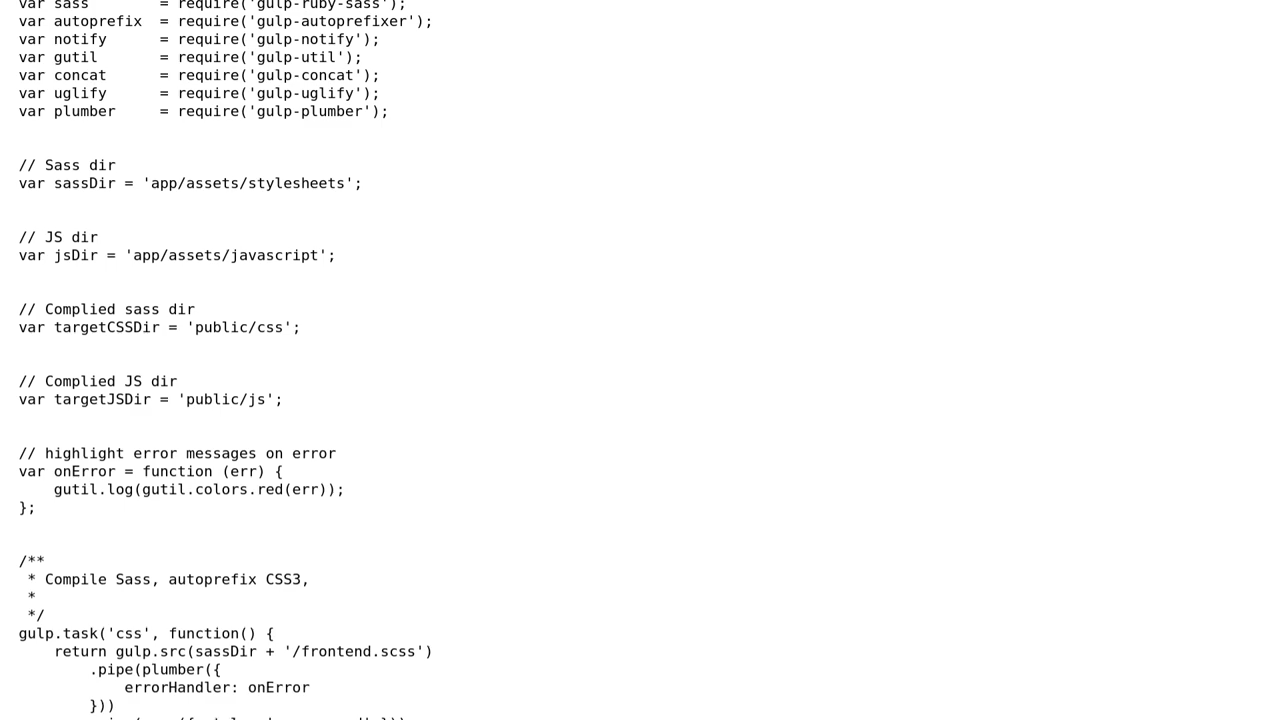 var sass        = require('gulp-ruby-sass');
var autoprefix  = require('gulp-autoprefixer');
var notify      = require('gulp-notify');
var gutil       = require('gulp-util');
var concat      = require('gulp-concat');
var uglify      = require('gulp-uglify');
var plumber     = require('gulp-plumber');
// Sass dir
var sassDir = 'app/assets/stylesheets';
// JS dir
var jsDir = 'app/assets/javascript';
// Complied sass dir
var targetCSSDir = 'public/css';
// Complied JS dir
var targetJSDir = 'public/js';
// highlight error messages on error
var onError = function (err) {
    gutil.log(gutil.colors.red(err));
};
/**
 * Compile Sass, autoprefix CSS3,
 *
 */
gulp.task('css', function() {
    return gulp.src(sassDir + '/frontend.scss')
        .pipe(plumber({
            errorHandler: onError
        }))